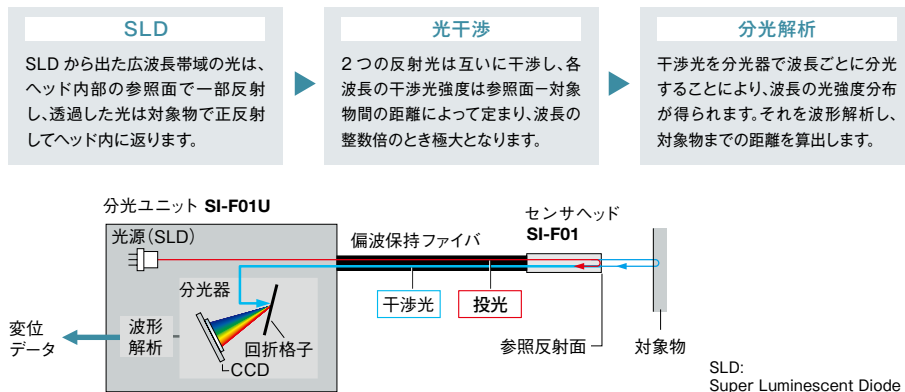 SLD
SLD から出た広波長帯域の光は、
ヘッド内部の参照面で一部反射
し、透過した光は対象物で正反射
してヘッド内に返ります。
光干渉
2つの反射光は互いに干渉し、各
波長の干渉光強度は参照面−対象
物間の距離によって定まり、波長の
整数倍のとき極大となります。
分光解析
干渉光を分光器で波長ごとに分光
することにより、波長の光強度分布
が得られます。それを波形解析し、
対象物までの距離を算出します。
分光ユニット SI-F01U
光源（SLD）
偏波保持ファイバ
センサヘッド
SI-F01
分光器
干渉光
投光
変位
データ
波形
解析
回折格子
CCD
参照反射面
対象物
SLD:
Super Luminescent Diode